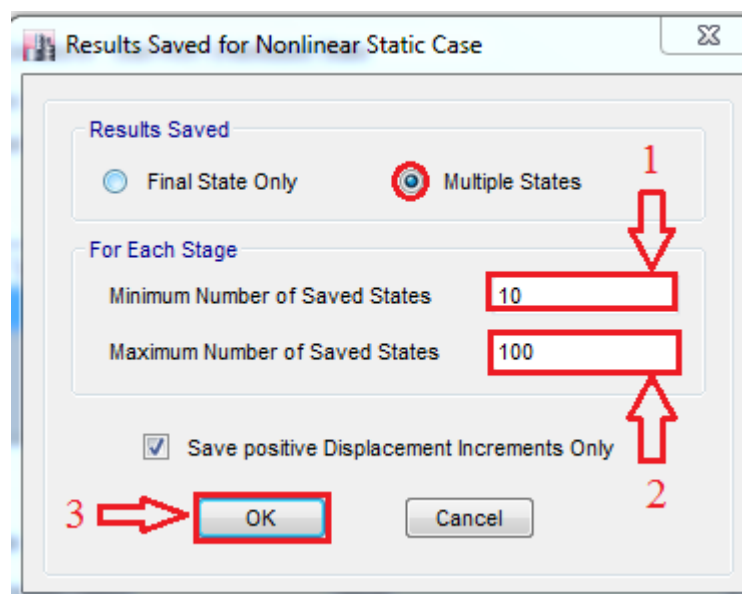 Results Saved for Nonlinear Static Case
Results Saved
Final State Only Multiple States
1
For Each Stage
Minimum Number of Saved States 10
Maximum Number of Saved States 100
Save positive Displacement Increments Only
2
3 OK Cancel